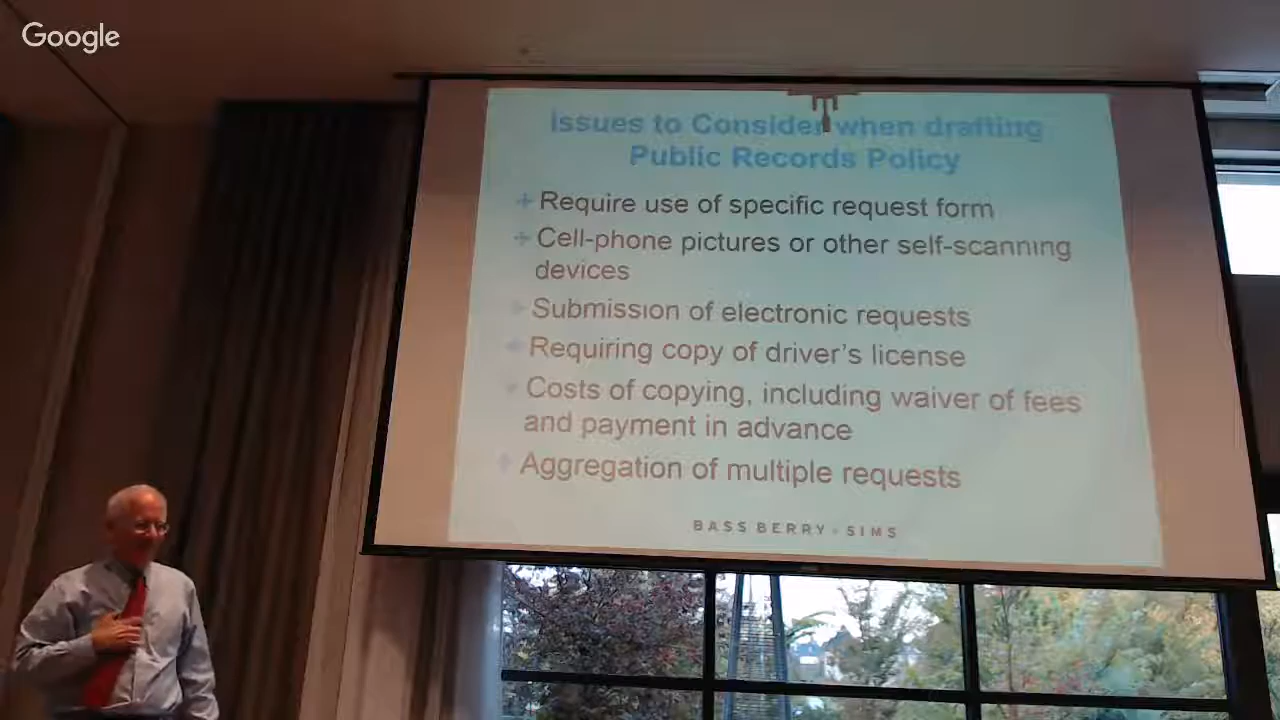 Google
Issues to Consider when drafting
Public Records Policy
Require use of specific request form
Cell-phone pictures or other self-scanning
devices
Submission of electronic requests
Requiring copy of driver's license
Costs of copying, including waiver of fees
and payment in advance
Aggregation of multiple requests
BASS BERRY + SIMS